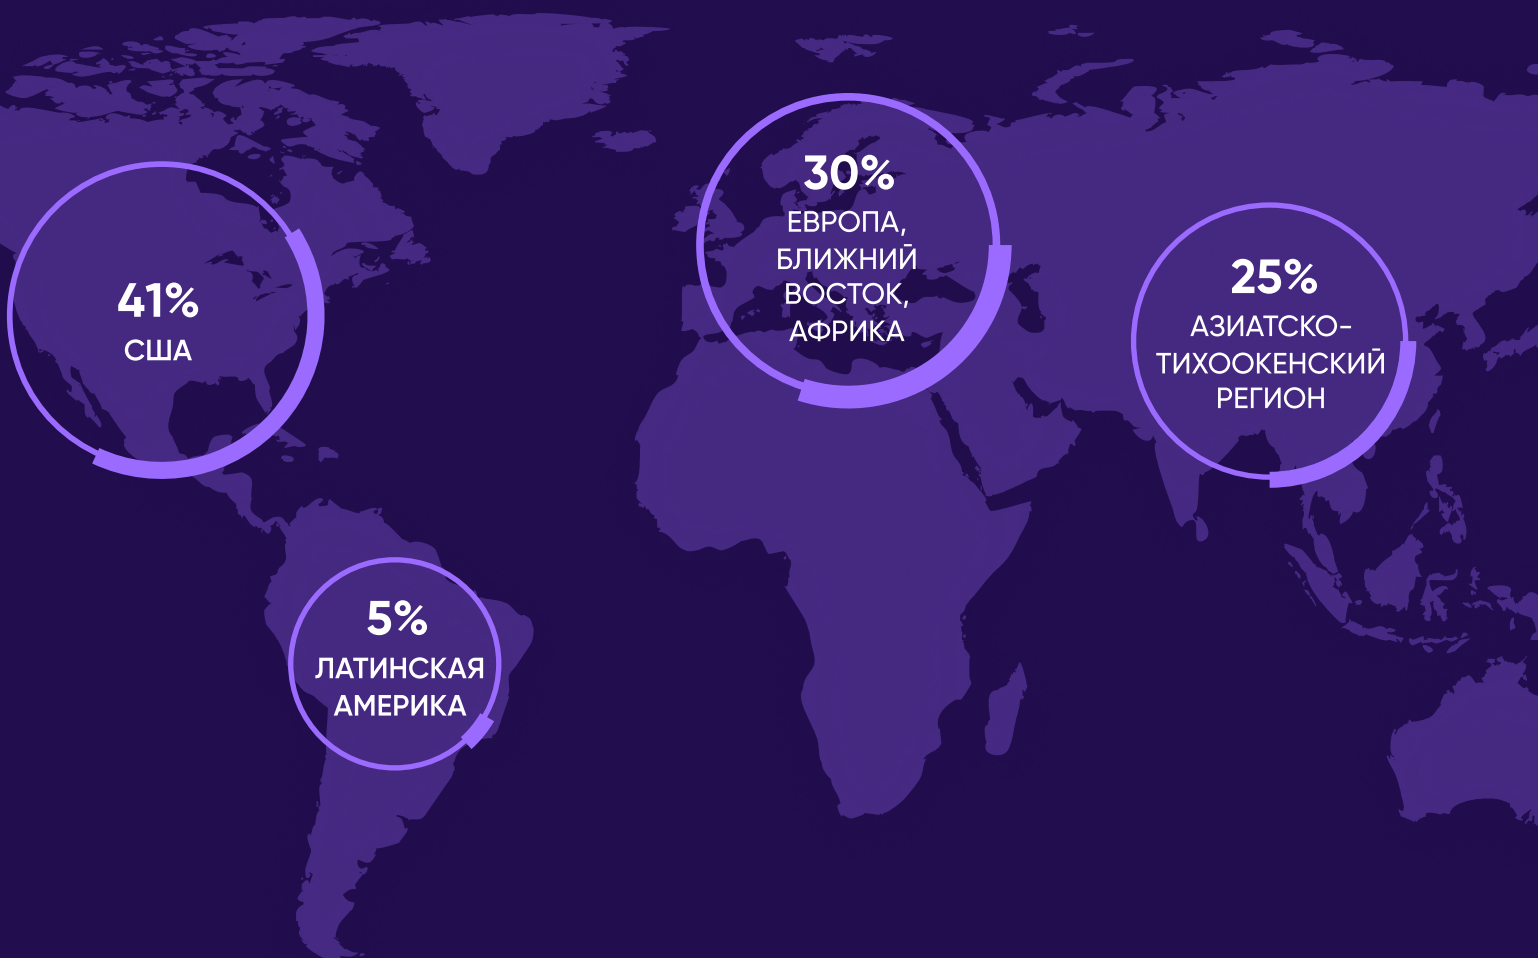 30%
ЕВРОПА,
БЛИЖНИЙ
ВОСТОК,
АФРИКА
25%
АЗИАТСКО-
ТИХООКЕНСКИЙ
РЕГИОН
41%
США
5%
ЛАТИНСКАЯ
АМЕРИКА